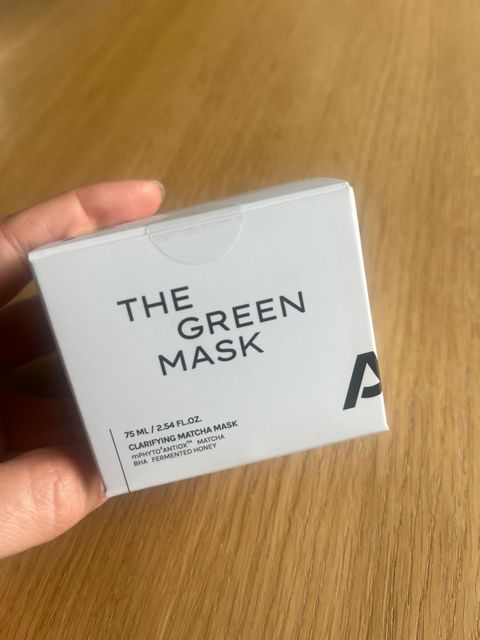 THE
GREEN
MASK
75 ML / 2.54 FL.OZ.
CLARIFYING MATCHA MASK
mPHYTO³ANTIOX™ MATCHA
BHA FERMENTED HONEY
A